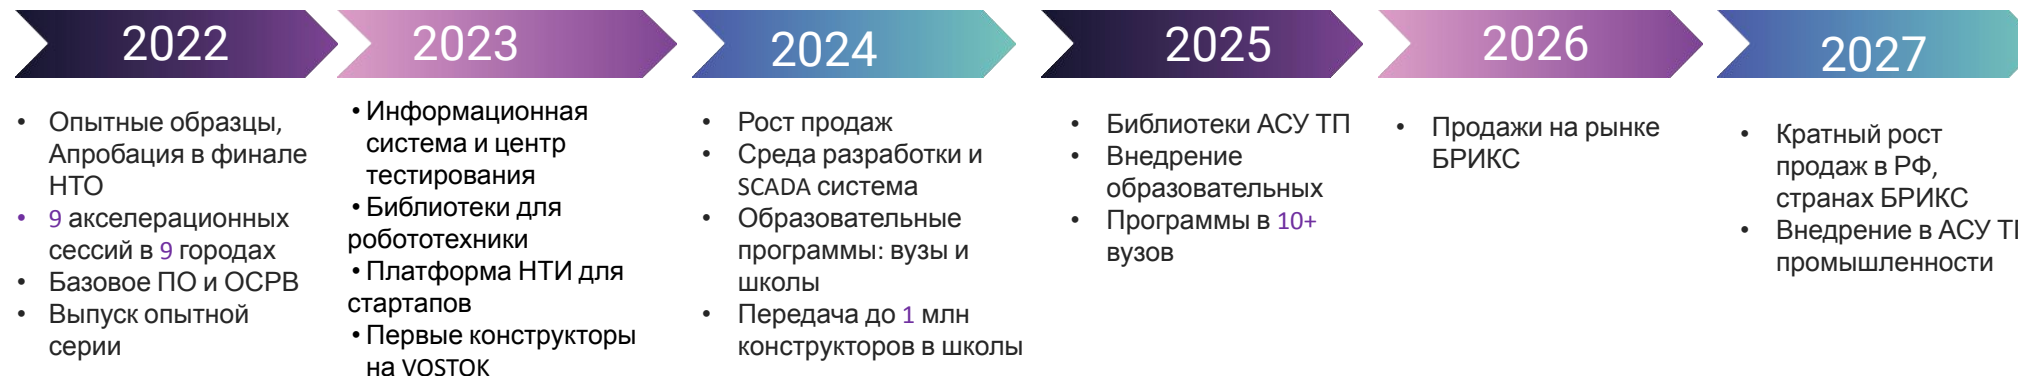 2022
• Опытные образцы,
Апробация в финале
НТО
• 9 акселерационных
сессий в 9 городах
• Базовое ПО и ОСРВ
• Выпуск опытной
серии
2023
• Информационная
система и центр
тестирования
• Библиотеки для
робототехники
• Платформа НТИ для
стартапов
• Первые конструкторы
на VOSTOK
2024
• Рост продаж
• Среда разработки и
SCADA система
• Образовательные
программы: вузы и
школы
• Передача до 1 млн
конструкторов в школы
2025
• Библиотеки АСУ ТП
• Внедрение
образовательных
• Программы в 10+
вузов
2026
• Продажи на рынке
БРИКС
2027
• Кратный рост
продаж в РФ,
странах БРИКС
• Внедрение в АСУ ТП
промышленности